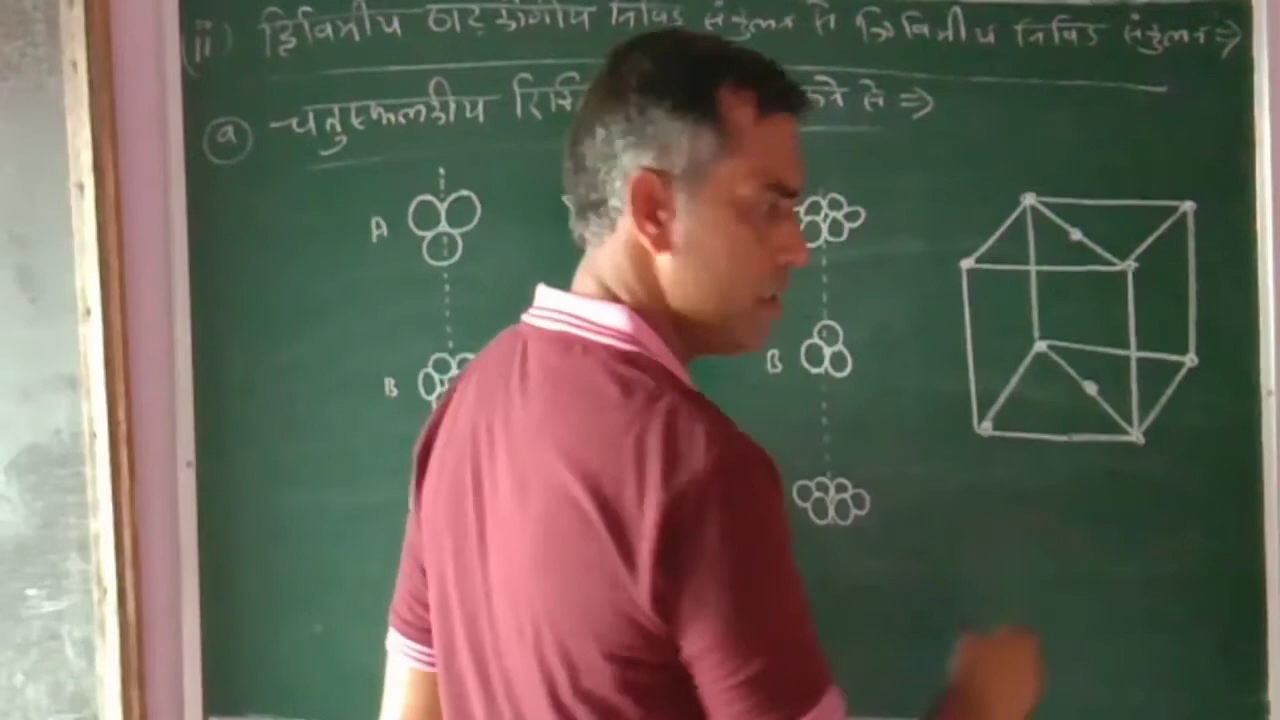 (ii) द्विविमीय षट्कोणीय निविड संकुलन से त्रिविमीय निविड संकुलन ⇒
(a) चतुष्फलकीय से ⇒
A
B
B